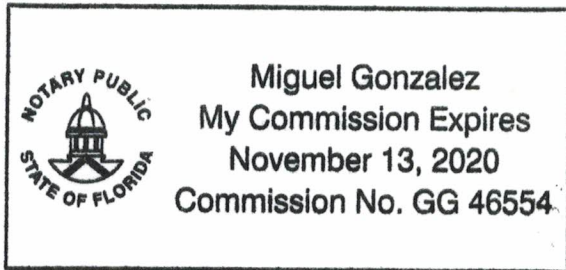 NOTARY PUBLIC
STATE OF FLORIDA
Miguel Gonzalez
My Commission Expires
November 13, 2020
Commission No. GG 46554